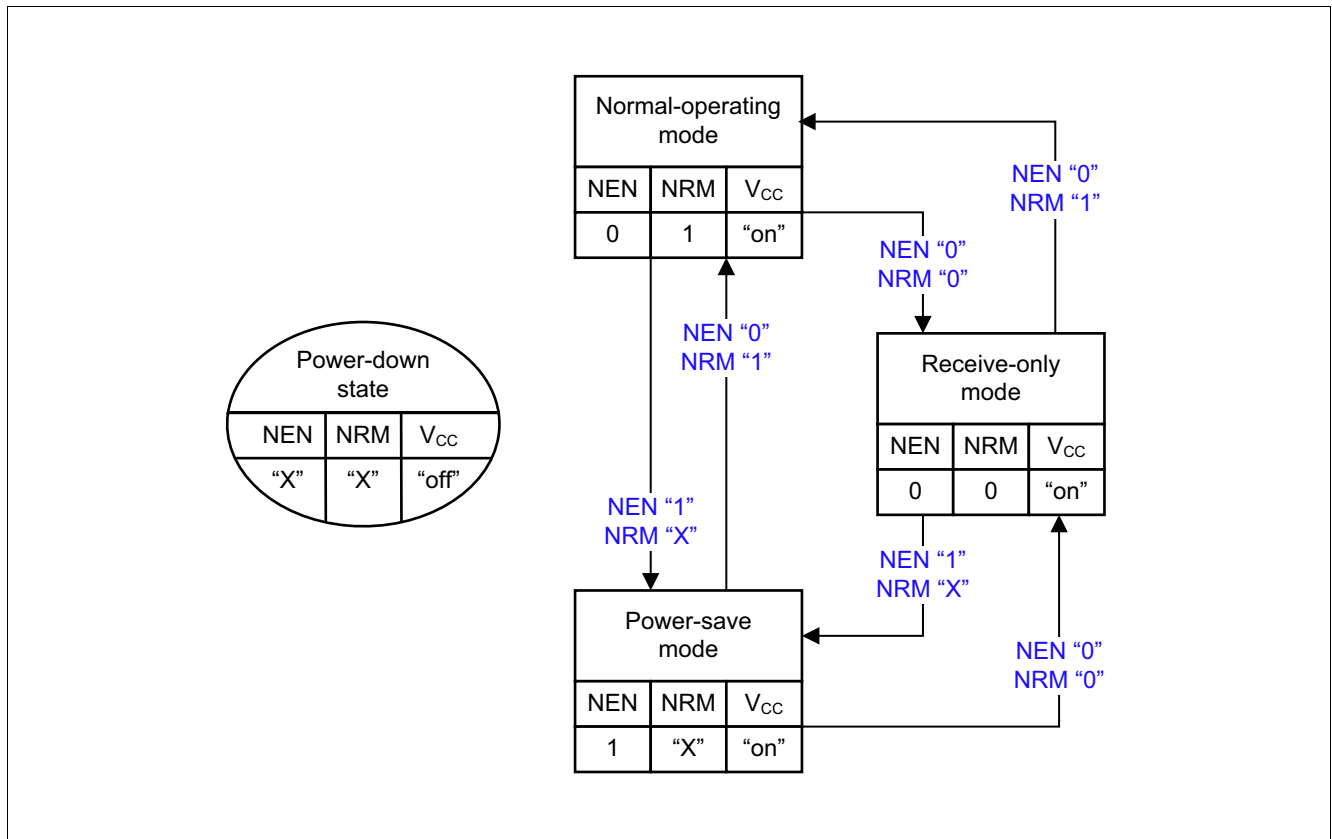 Normal-operating
mode
NEN NRM VCC
0 1 “on”
NEN “0”
NRM “1”
NEN “0”
NRM “0”
NEN “0”
NRM “1”
Power-down
state
NEN NRM VCC
“X” “X” “off”
Receive-only
mode
NEN NRM VCC
0 0 “on”
NEN “1”
NRM “X”
NEN “1”
NRM “X”
Power-save
mode
NEN NRM VCC
1 “X” “on”
NEN “0”
NRM “0”